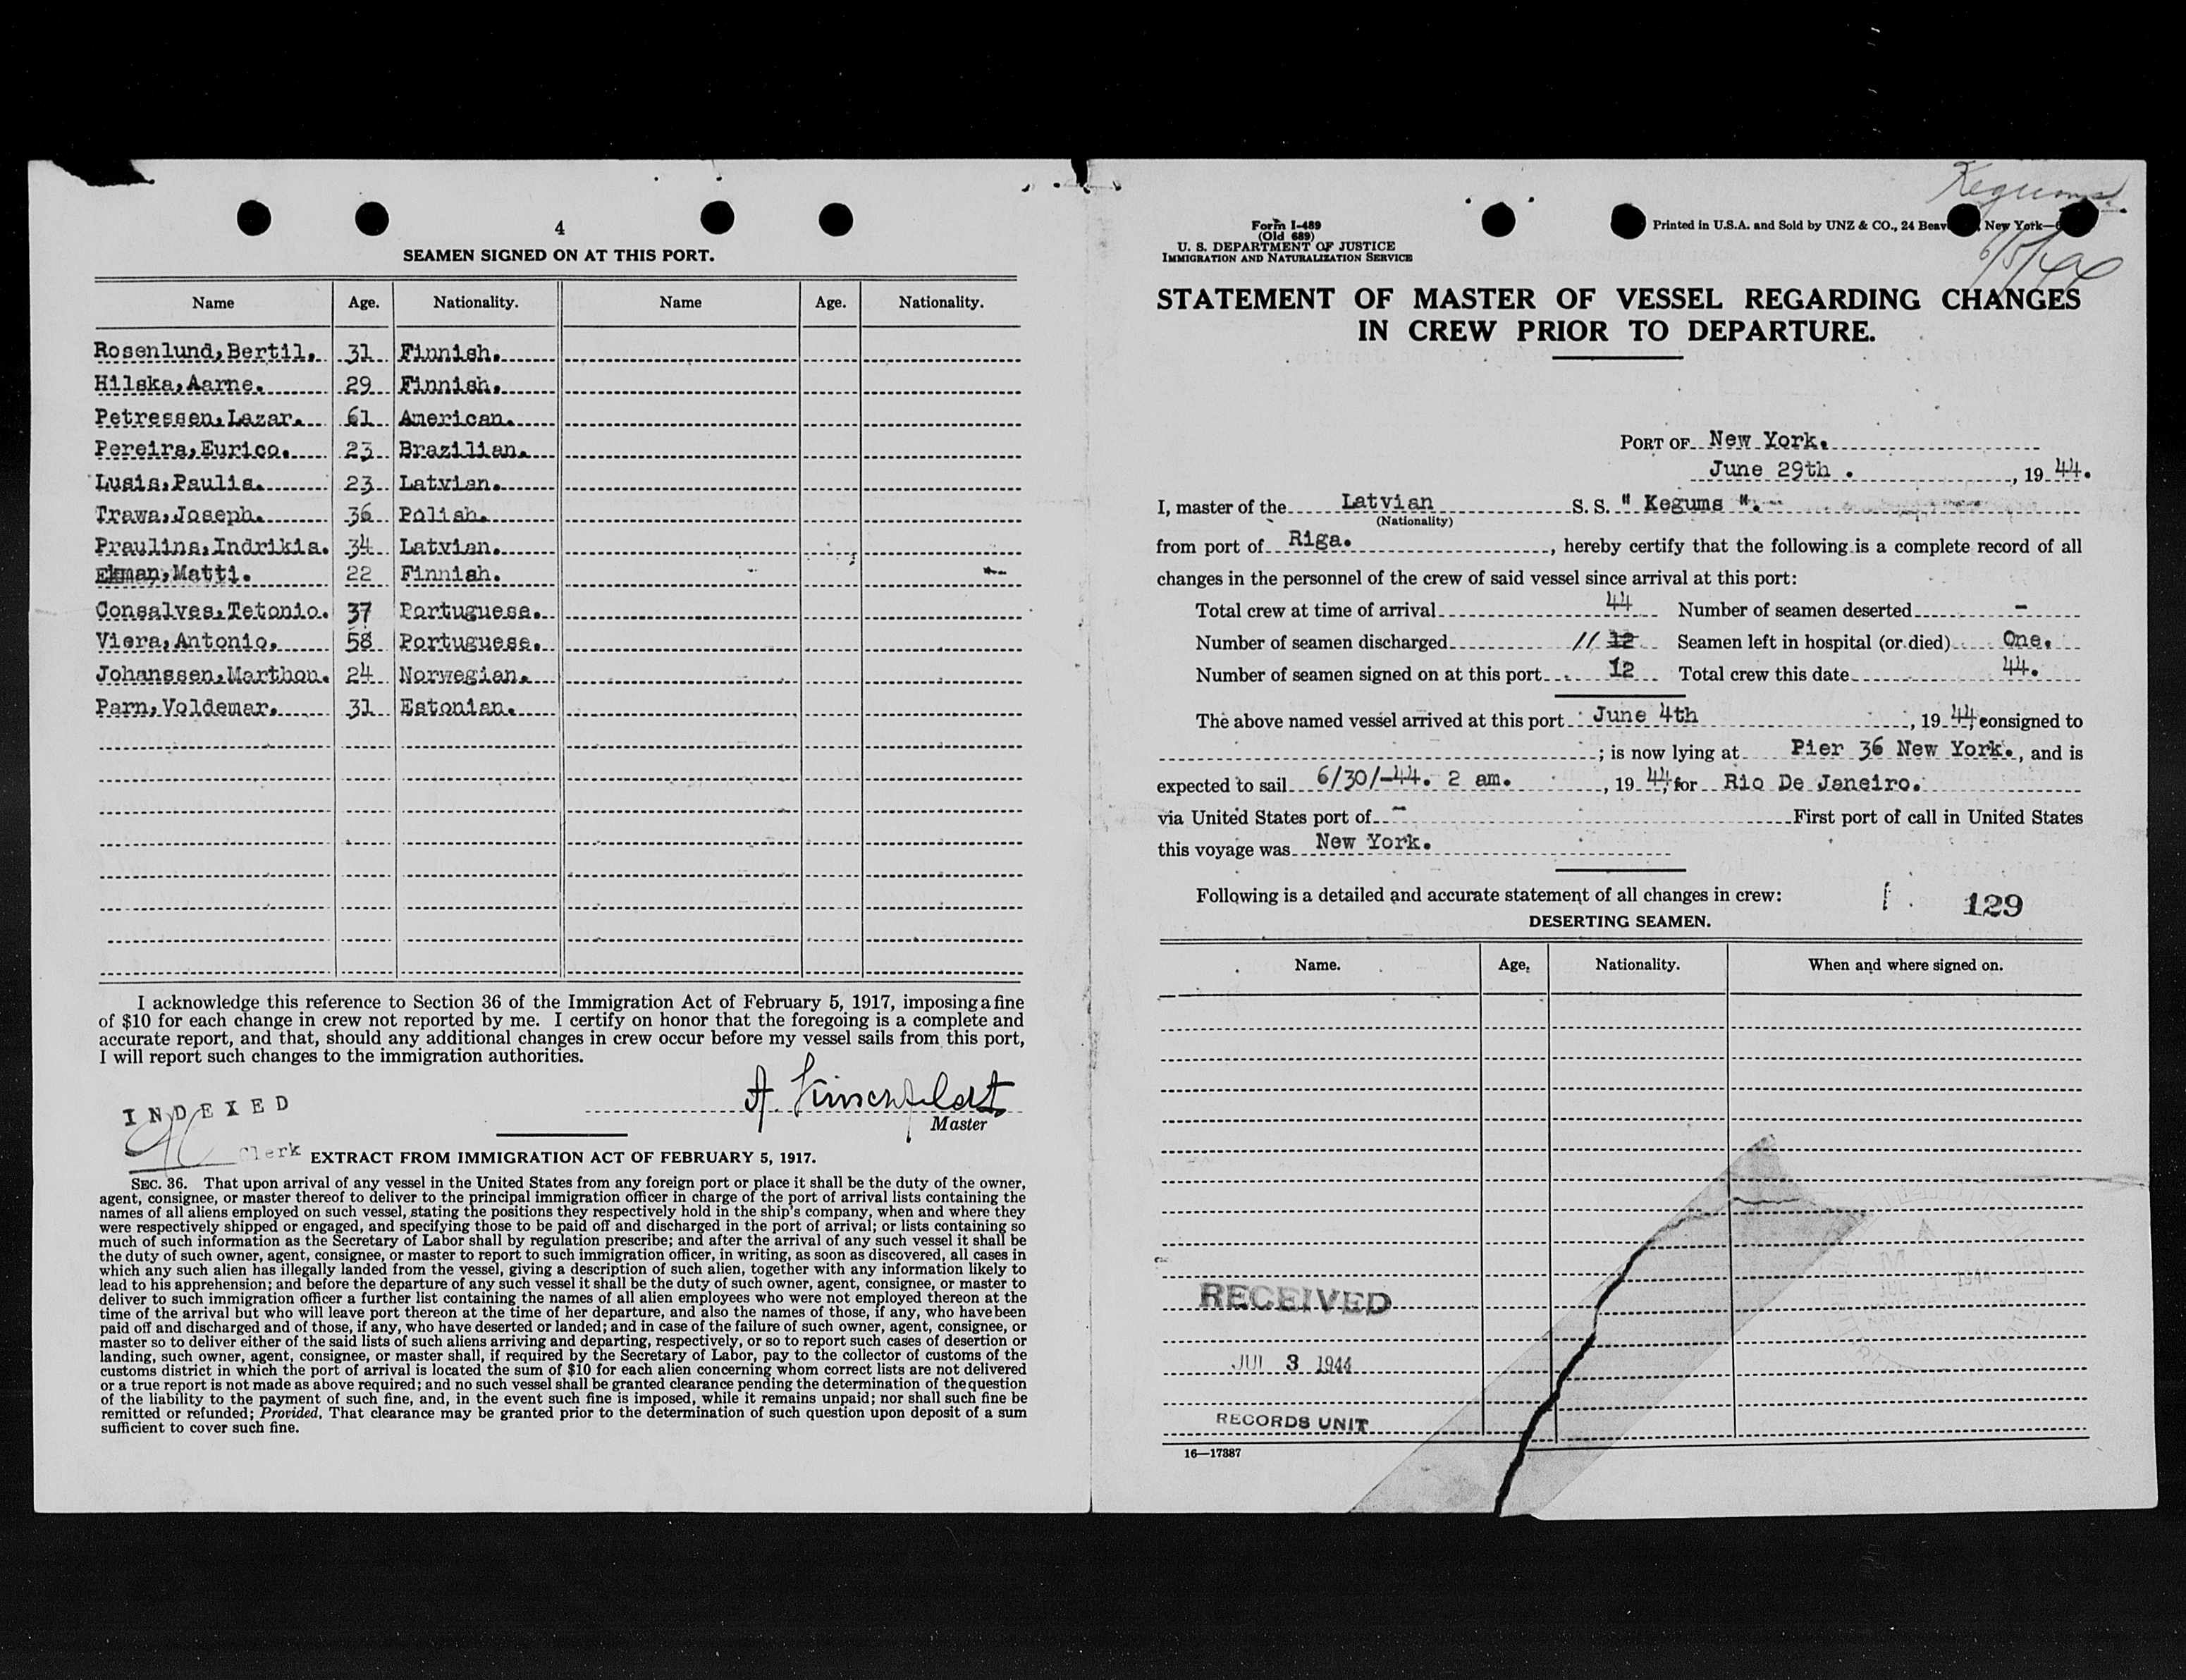 4
SEAMEN SIGNED ON AT THIS PORT.
Name Age. Nationality. Name Age. Nationality.
Rosenlund,Bertil. 31 Finnish.
Hilska,Aarne. 29 Finnish.
Petressen,Lazar. 61 American.
Pereira,Eurico. 23 Brazilian.
Lusis,Paulis. 23 Latvian.
Trawa,Joseph. 36 Polish.
Praulins,Indrikis. 34 Latvian.
Ekman,Matti. 22 Finnish.
Consalves,Tetonio. 37 Portuguese.
Viera,Antonio. 58 Portuguese.
Johanssen,Marthon. 24 Norwegian.
Parn,Voldemar. 31 Estonian.
I acknowledge this reference to Section 36 of the Immigration Act of February 5, 1917, imposing a fine
of $10 for each change in crew not reported by me. I certify on honor that the foregoing is a complete and
accurate report, and that, should any additional changes in crew occur before my vessel sails from this port,
I will report such changes to the immigration authorities.
INDEXED
Master
Clerk
EXTRACT FROM IMMIGRATION ACT OF FEBRUARY 5, 1917.
SEC. 36. That upon arrival of any vessel in the United States from any foreign port or place it shall be the duty of the owner,
agent, consignee, or master thereof to deliver to the principal immigration officer in charge of the port of arrival lists containing the
names of all aliens employed on such vessel, stating the positions they respectively hold in the ship's company, when and where they
were respectively shipped or engaged, and specifying those to be paid off and discharged in the port of arrival; or lists containing so
much of such information as the Secretary of Labor shall by regulation prescribe; and after the arrival of any such vessel it shall be
the duty of such owner, agent, consignee, or master to report to such immigration officer, in writing, as soon as discovered, all cases in
which any such alien has illegally landed from the vessel, giving a description of such alien, together with any information likely to
lead to his apprehension; and before the departure of any such vessel it shall be the duty of such owner, agent, consignee, or master to
deliver to such immigration officer a further list containing the names of all alien employees who were not employed thereon at the
time of the arrival but who will leave port thereon at the time of her departure, and also the names of those, if any, who have been
paid off and discharged and of those, if any, who have deserted or landed; and in case of the failure of such owner, agent, consignee, or
master so to deliver either of the said lists of such aliens arriving and departing, respectively, or so to report such cases of desertion or
landing, such owner, agent, consignee, or master shall, if required by the Secretary of Labor, pay to the collector of customs of the
customs district in which the port of arrival is located the sum of $10 for each alien concerning whom correct lists are not delivered
or a true report is not made as above required; and no such vessel shall be granted clearance pending the determination of the question
of the liability to the payment of such fine, and, in the event such fine is imposed, while it remains unpaid; nor shall such fine be
remitted or refunded; Provided, That clearance may be granted prior to the determination of such question upon deposit of a sum
sufficient to cover such fine.
Kegums.
Form I-489
(Old 689)
U. S. DEPARTMENT OF JUSTICE
IMMIGRATION AND NATURALIZATION SERVICE
Printed in U.S.A. and Sold by UNZ & CO., 24 Beav New York—
6/5/44
STATEMENT OF MASTER OF VESSEL REGARDING CHANGES
IN CREW PRIOR TO DEPARTURE.
PORT OF New York.
June 29th . , 19 44.
I, master of the Latvian S. S. " Kegums ".
(Nationality)
from port of Riga. , hereby certify that the following is a complete record of all
changes in the personnel of the crew of said vessel since arrival at this port:
Total crew at time of arrival 44 Number of seamen deserted -
Number of seamen discharged 11 12 Seamen left in hospital (or died) One.
Number of seamen signed on at this port 12 Total crew this date 44.
The above named vessel arrived at this port June 4th , 19 44, consigned to
; is now lying at Pier 36 New York., and is
expected to sail 6/30/-44. 2 am. , 19 44, for Rio De Janeiro.
via United States port of - First port of call in United States
this voyage was New York.
Following is a detailed and accurate statement of all changes in crew:
129
DESERTING SEAMEN.
Name. Age. Nationality. When and where signed on.
RECEIVED
JUL 3 1944
RECORDS UNIT
16—17387